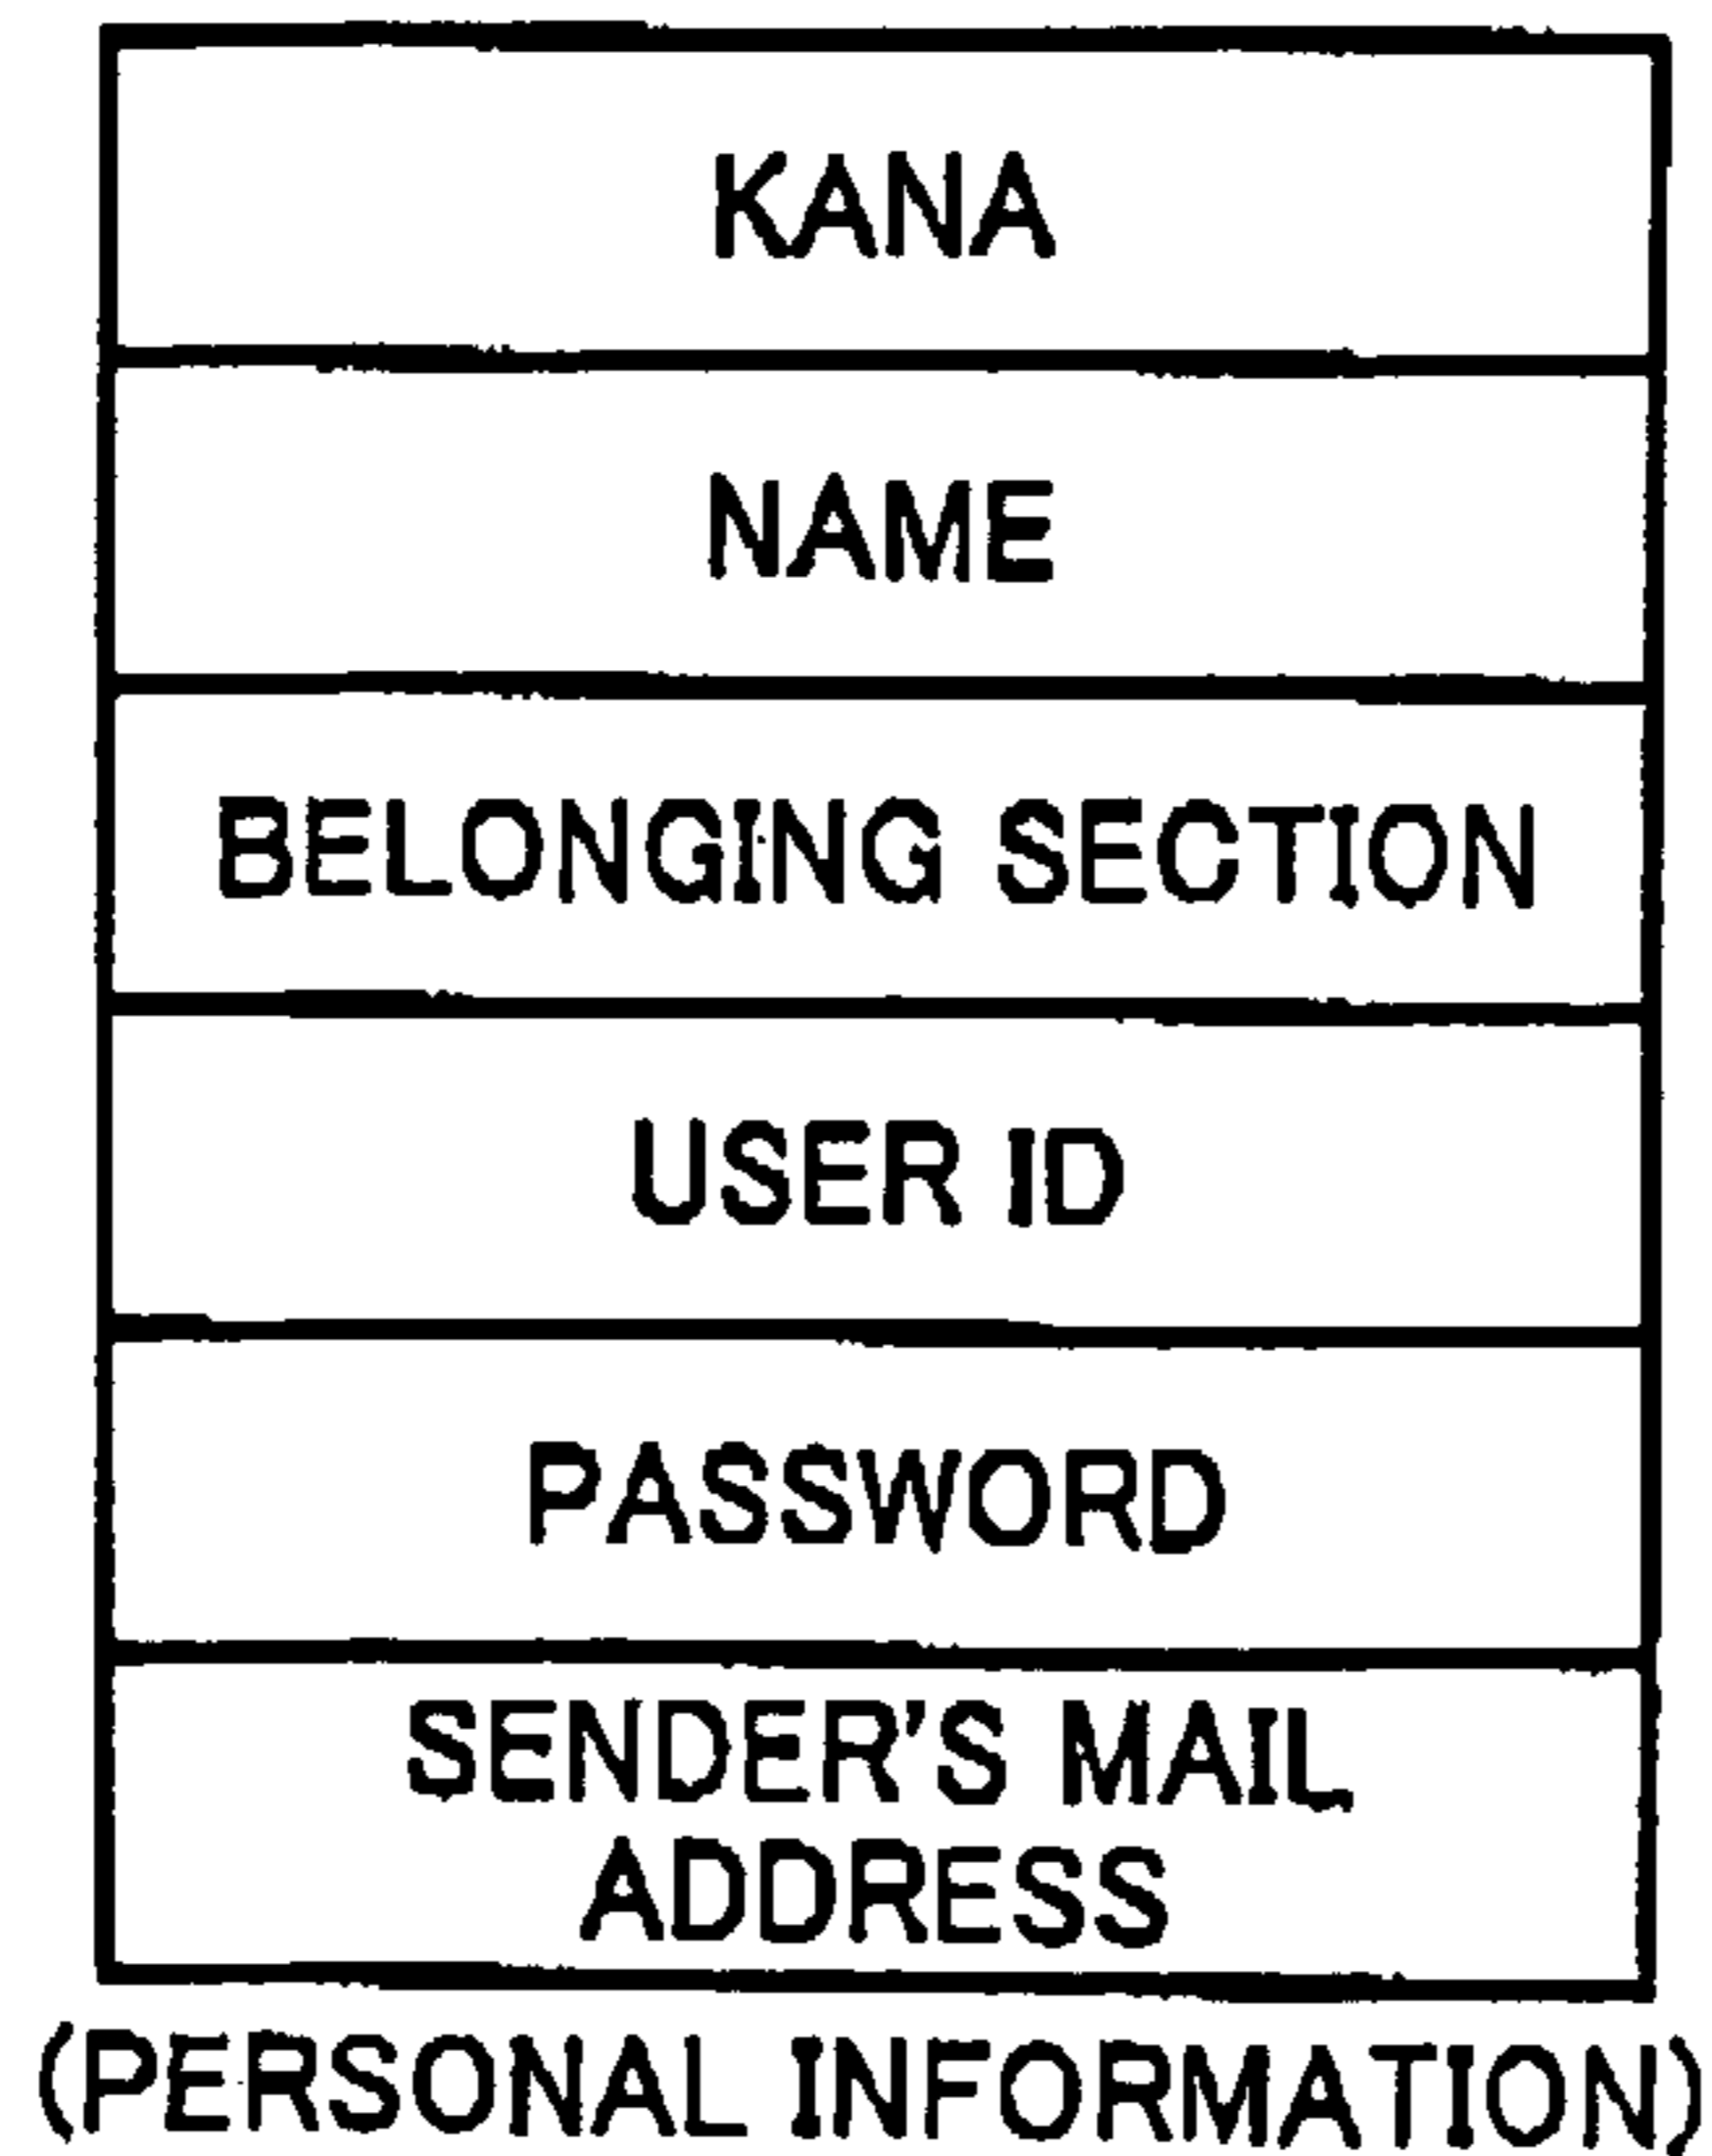 KANA
NAME
BELONGING SECTION
USER ID
PASSWORD
SENDER'S MAIL
ADDRESS
(PERSONAL INFORMATION)